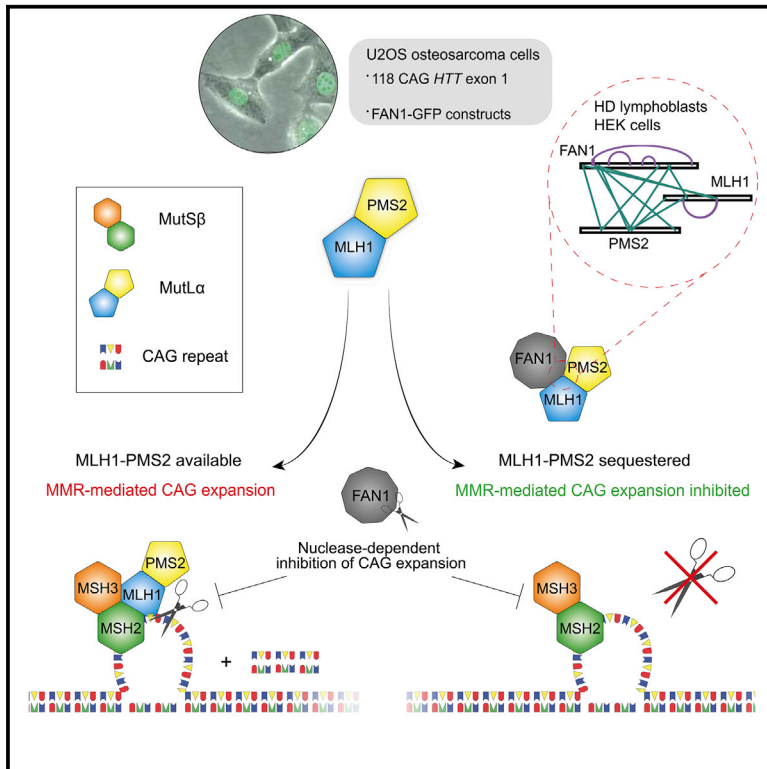 U2OS osteosarcoma cells
·118 CAG HTT exon 1
·FAN1-GFP constructs
HD lymphoblasts
HEK cells
FAN1
MLH1
PMS2
MutSβ
MutLα
CAG repeat
PMS2
MLH1
FAN1
PMS2
MLH1
MLH1-PMS2 available
MMR-mediated CAG expansion
MLH1-PMS2 sequestered
MMR-mediated CAG expansion inhibited
FAN1
Nuclease-dependent
inhibition of CAG expansion
PMS2
MSH3
MLH1
MSH2
+
MSH3
MSH2